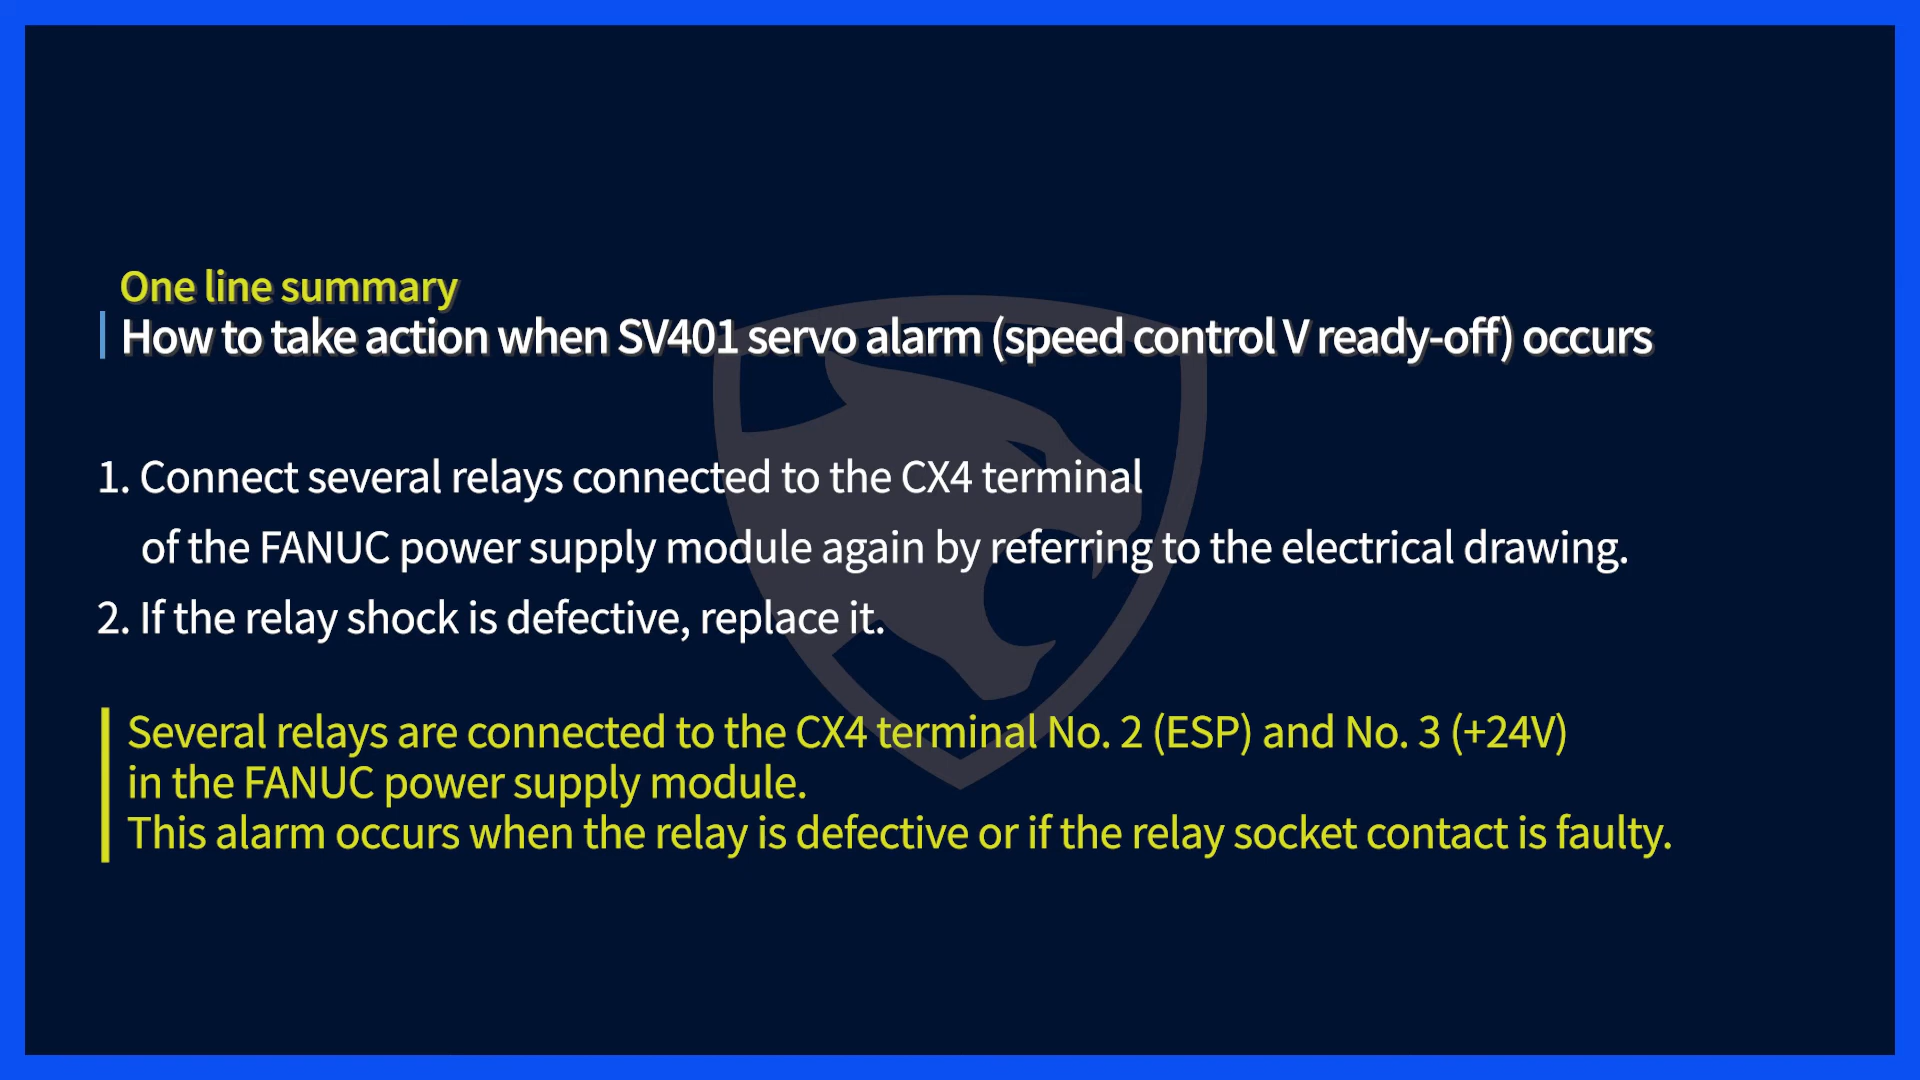 One line summary
How to take action when SV401 servo alarm (speed control V ready-off) occurs
1. Connect several relays connected to the CX4 terminal
of the FANUC power supply module again by referring to the electrical drawing.
2. If the relay shock is defective, replace it.
Several relays are connected to the CX4 terminal No. 2 (ESP) and No. 3 (+24V)
in the FANUC power supply module.
This alarm occurs when the relay is defective or if the relay socket contact is faulty.